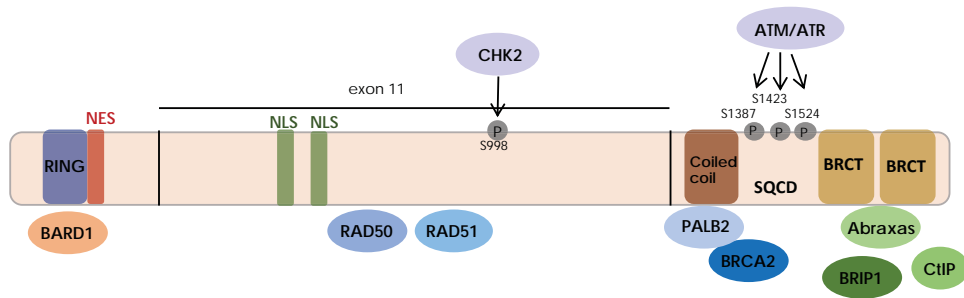 ATM/ATR
CHK2
exon 11
S1423
S1387
S1524
NES
NLS
NLS
P
P
P
P
S998
RING
Coiled
coil
SQCD
BRCT
BRCT
BARD1
RAD50
RAD51
PALB2
BRCA2
Abraxas
BRIP1
CtIP